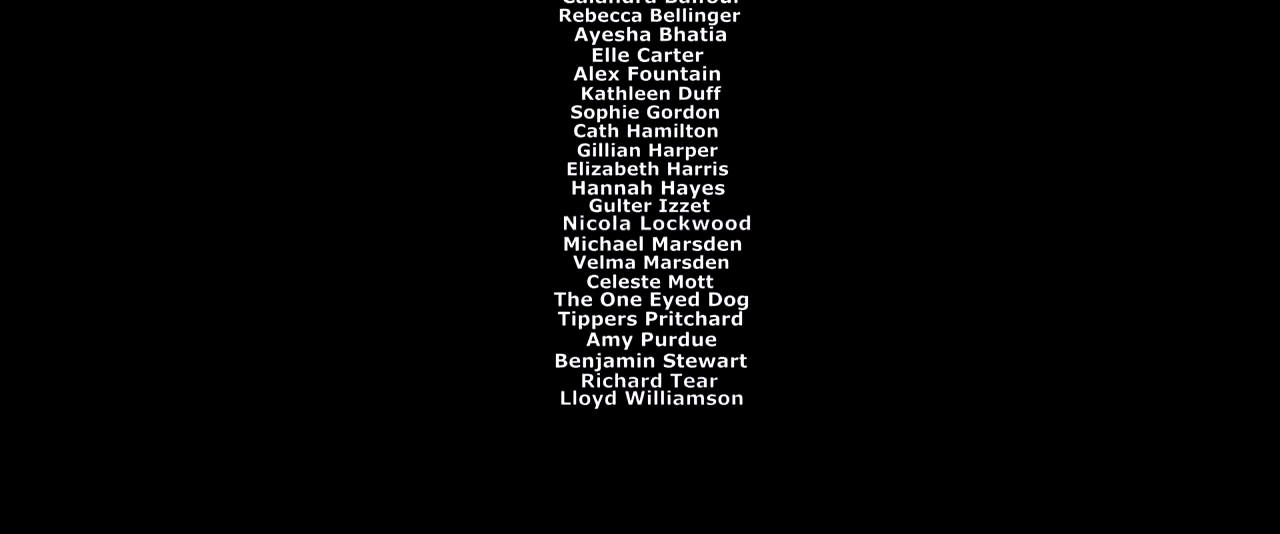 Rebecca Bellinger
Ayesha Bhatia
Elle Carter
Alex Fountain
Kathleen Duff
Sophie Gordon
Cath Hamilton
Gillian Harper
Elizabeth Harris
Hannah Hayes
Gulter Izzet
Nicola Lockwood
Michael Marsden
Velma Marsden
Celeste Mott
The One Eyed Dog
Tippers Pritchard
Amy Purdue
Benjamin Stewart
Richard Tear
Lloyd Williamson